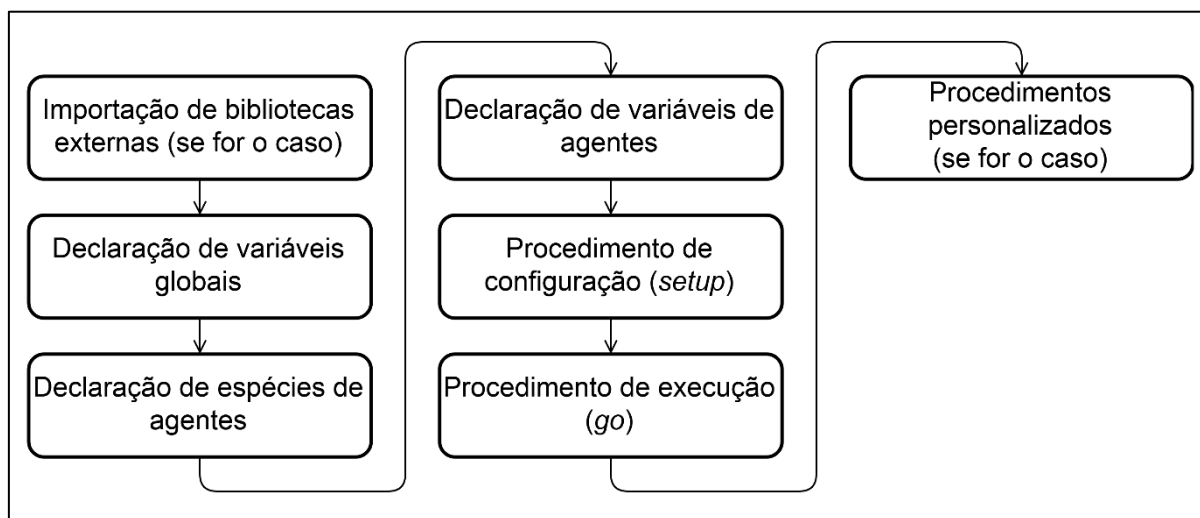 Importação de bibliotecas
externas (se for o caso)
Declaração de variáveis
globais
Declaração de espécies de
agentes
Declaração de variáveis de
agentes
Procedimento de
configuração (setup)
Procedimento de execução
(go)
Procedimentos
personalizados
(se for o caso)